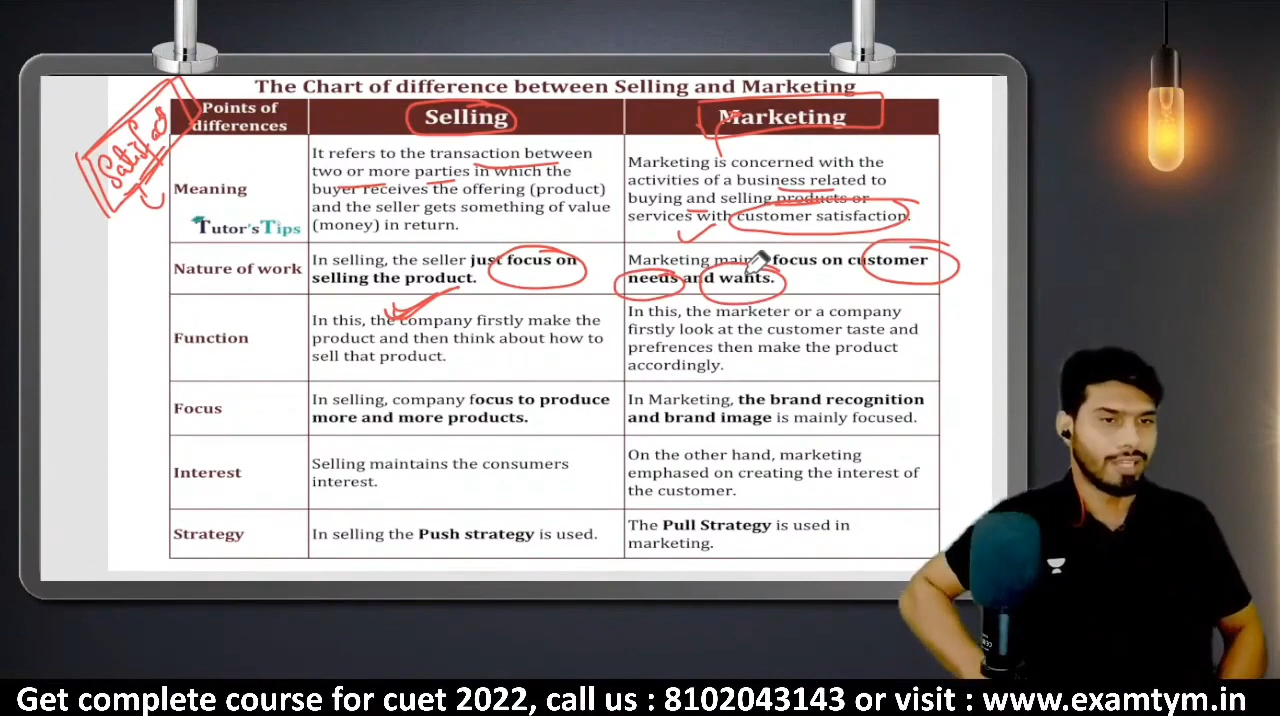 The Chart of difference between Selling and Marketing
Points of
differences
Selling
Marketing
Meaning
Tutor'sTips
It refers to the transaction between
two or more parties in which the
buyer receives the offering (product)
and the seller gets something of value
(money) in return.
Marketing is concerned with the
activities of a business related to
buying and selling products or
services with customer satisfaction.
Nature of work
In selling, the seller just focus on
selling the product.
Marketing main focus on customer
needs and wants.
Function
In this, the company firstly make the
product and then think about how to
sell that product.
In this, the marketer or a company
firstly look at the customer taste and
prefrences then make the product
accordingly.
Focus
In selling, company focus to produce
more and more products.
In Marketing, the brand recognition
and brand image is mainly focused.
Interest
Selling maintains the consumers
interest.
On the other hand, marketing
emphased on creating the interest of
the customer.
Strategy
In selling the Push strategy is used.
The Pull Strategy is used in
marketing.
Get complete course for cuet 2022, call us : 8102043143 or visit : www.examtym.in